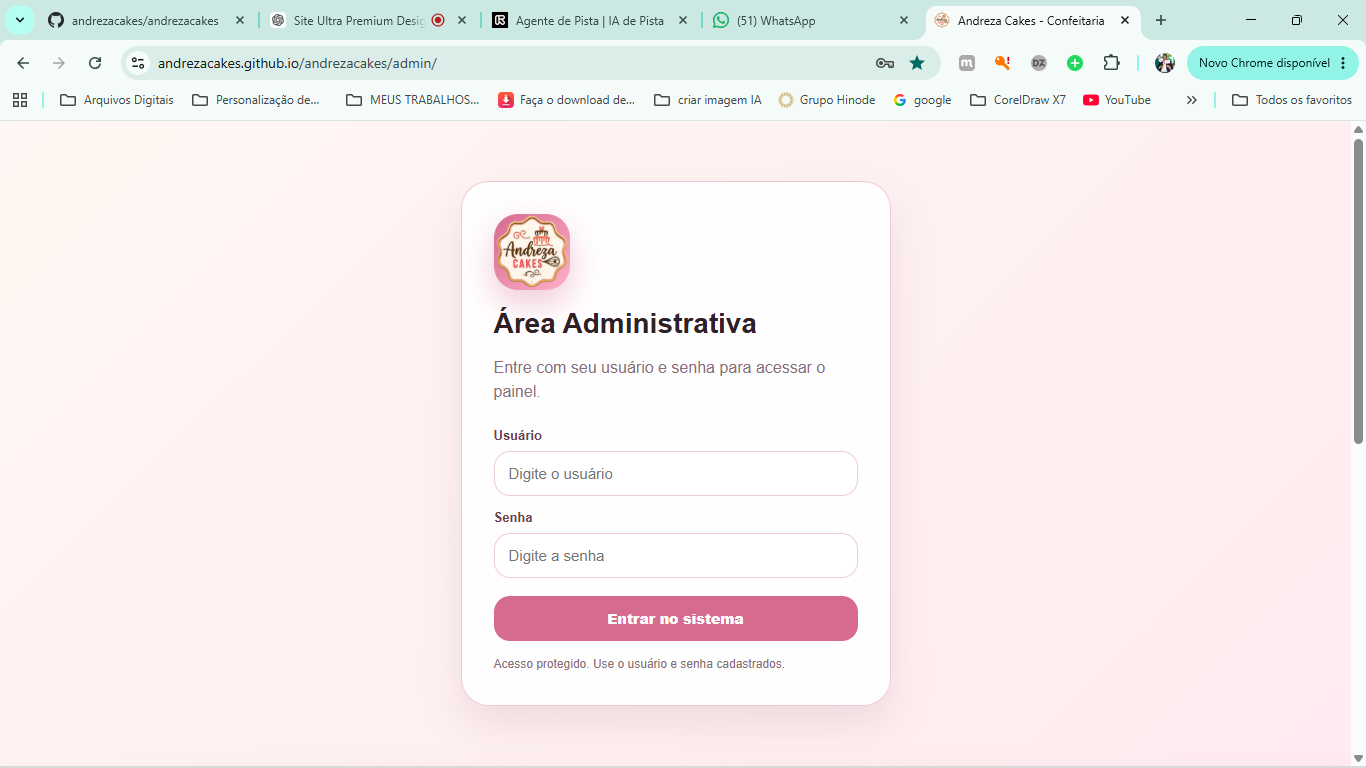 andrezacakes/andrezacakes
Site Ultra Premium Desig
Agente de Pista | IA de Pista
(51) WhatsApp
Andreza Cakes - Confeitaria
andrezacakes.github.io/andrezacakes/admin/
Novo Chrome disponível
Arquivos Digitais
Personalização de...
MEUS TRABALHOS...
Faça o download de...
criar imagem IA
Grupo Hinode
google
CorelDraw X7
YouTube
Todos os favoritos
Andreza
CAKES
Área Administrativa
Entre com seu usuário e senha para acessar o
painel.
Usuário
Digite o usuário
Senha
Digite a senha
Entrar no sistema
Acesso protegido. Use o usuário e senha cadastrados.